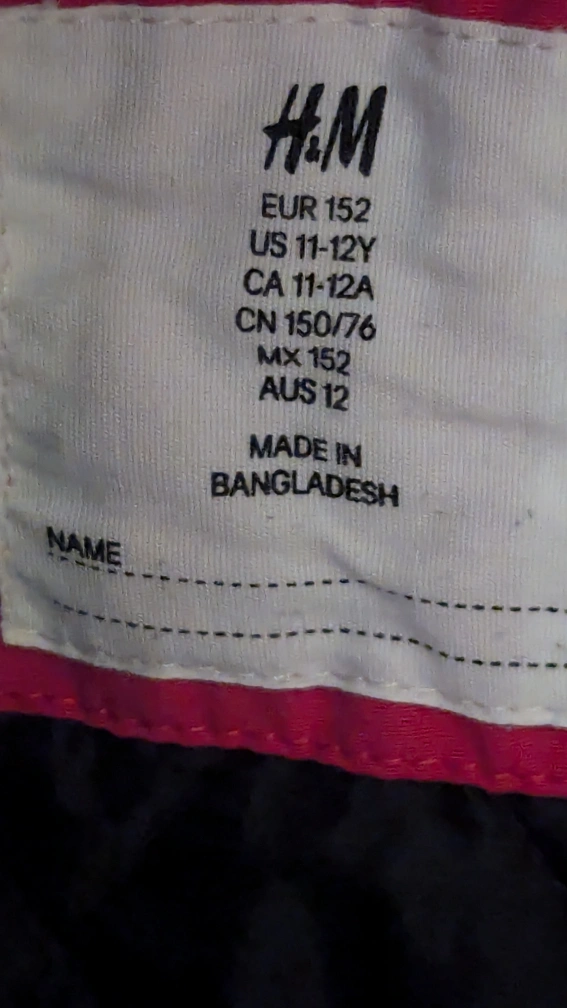 H&M
EUR 152
US 11-12Y
CA 11-12A
CN 150/76
MX 152
AUS 12
MADE IN
BANGLADESH
NAME